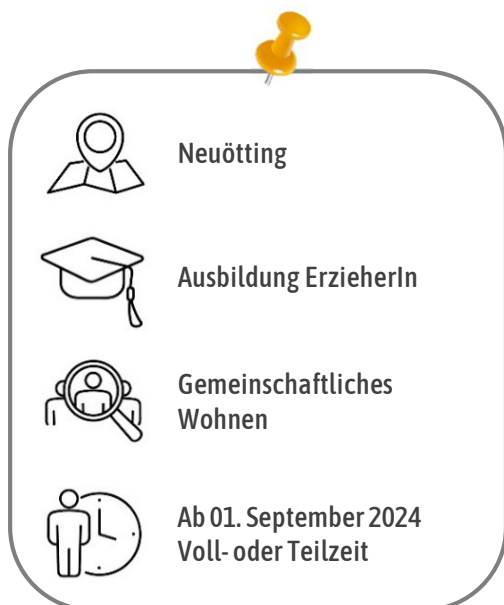 Neuötting
Ausbildung ErzieherIn
Gemeinschaftliches
Wohnen
Ab 01. September 2024
Voll- oder Teilzeit